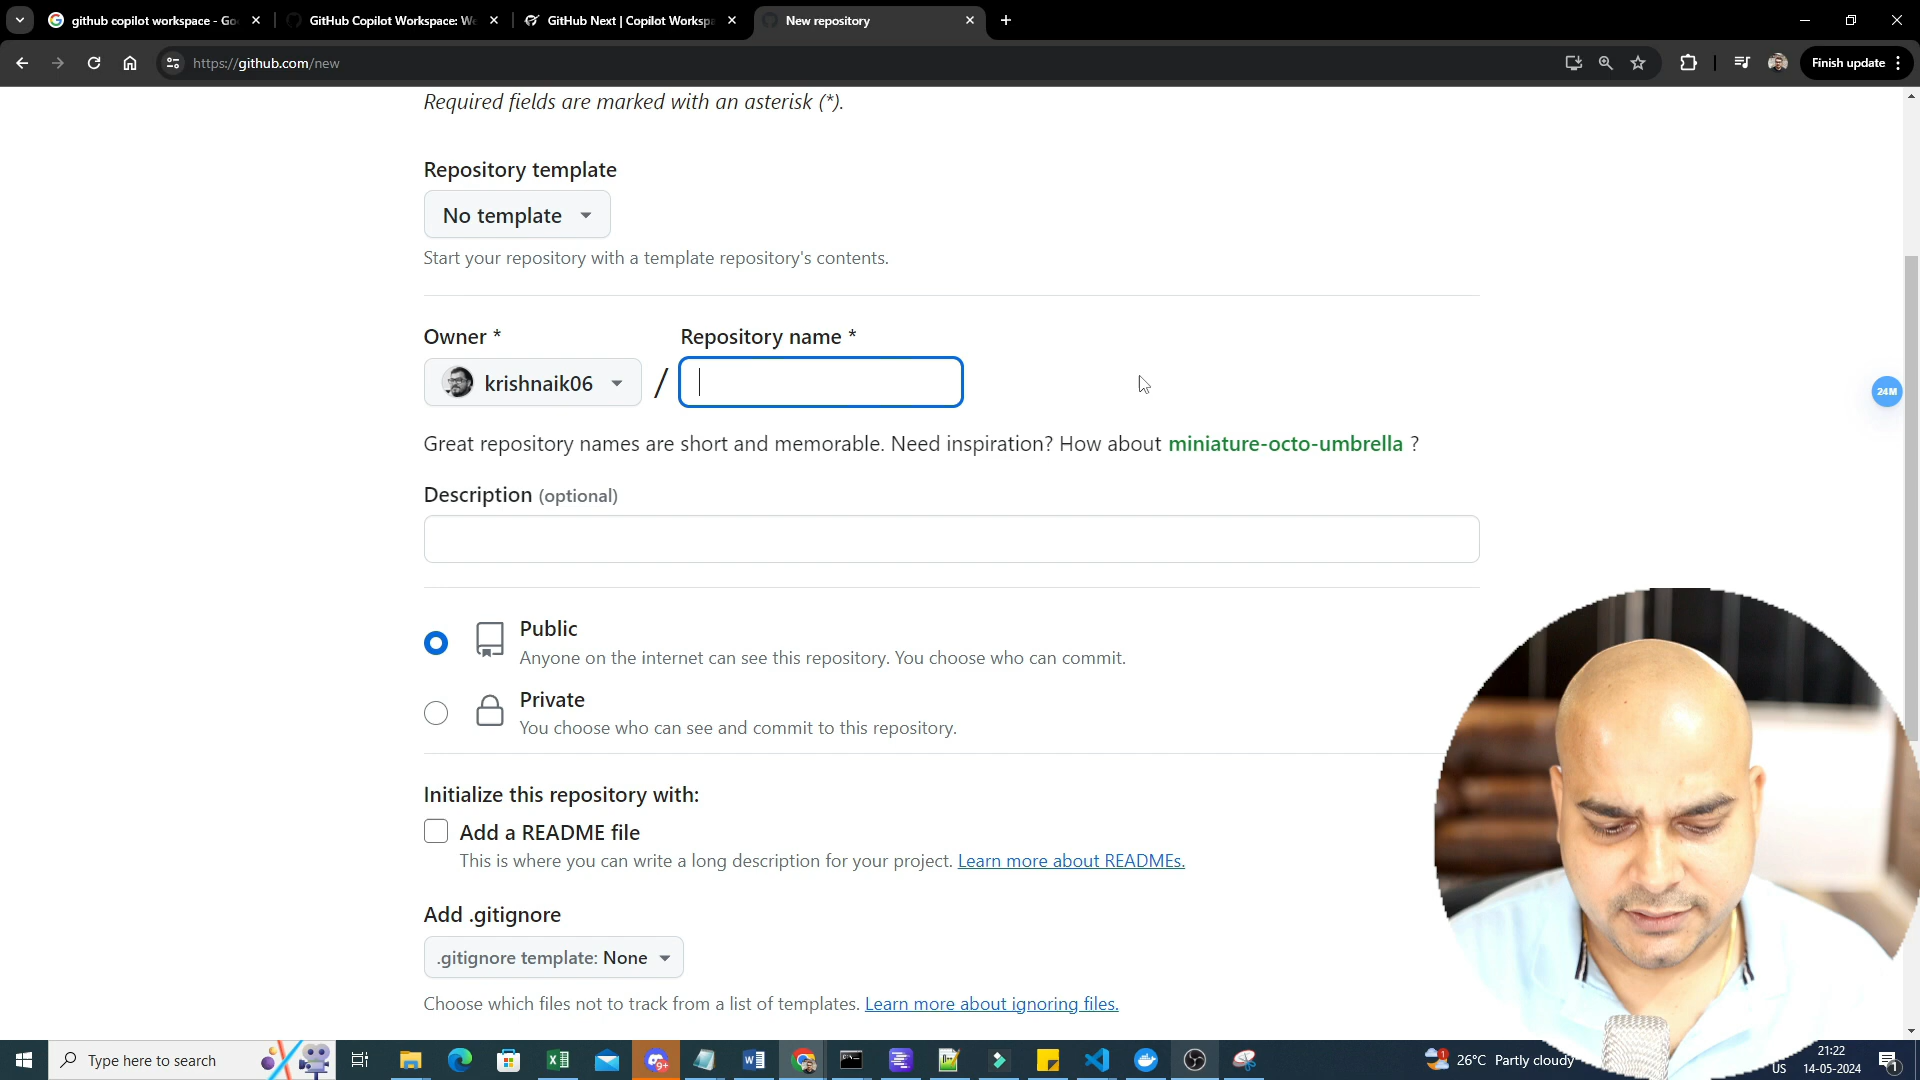 github copilot workspace - Go
GitHub Copilot Workspace: We
GitHub Next | Copilot Workspa
New repository
https://github.com/new
Finish update
Required fields are marked with an asterisk (*).
Repository template
No template
Start your repository with a template repository's contents.
Owner *
Repository name *
krishnaik06
/
Great repository names are short and memorable. Need inspiration? How about miniature-octo-umbrella ?
24M
Description (optional)
Public
Anyone on the internet can see this repository. You choose who can commit.
Private
You choose who can see and commit to this repository.
Initialize this repository with:
Add a README file
This is where you can write a long description for your project. Learn more about READMEs.
Add .gitignore
.gitignore template: None
Choose which files not to track from a list of templates. Learn more about ignoring files.
Type here to search
9+
1
26°C Partly cloudy
US
21:22
14-05-2024
1